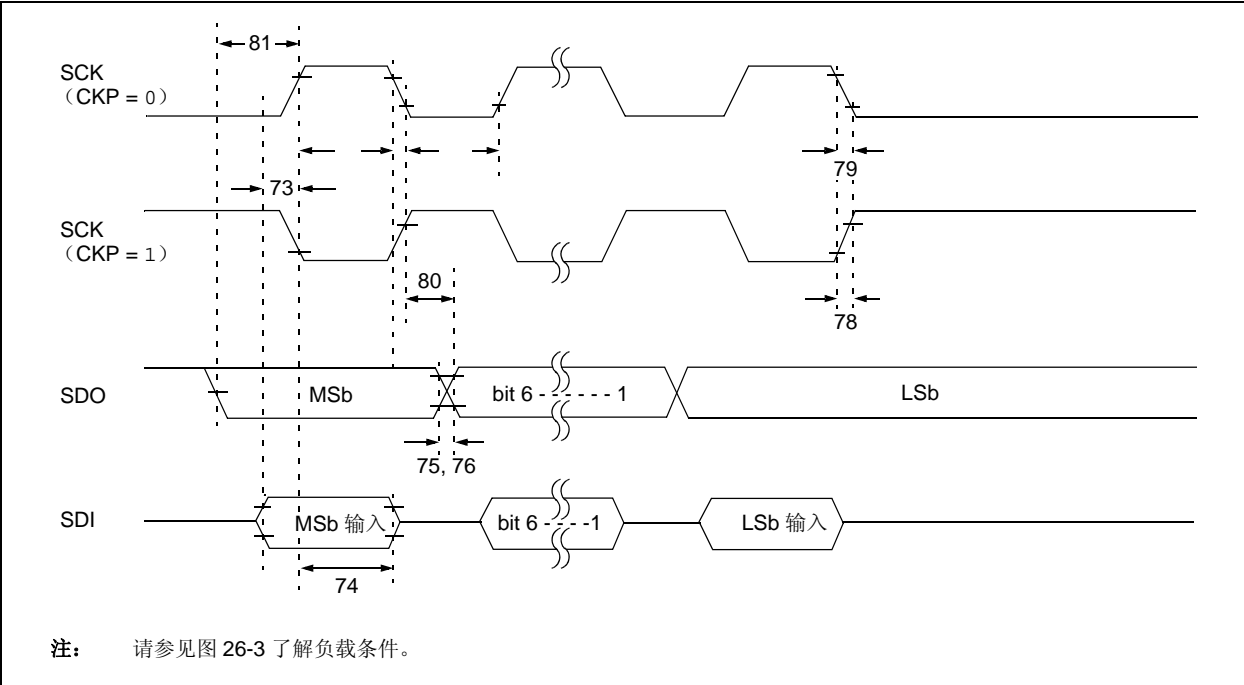 81
SCK
（CKP = 0）
73
79
SCK
（CKP = 1）
80
78
SDO
MSb
bit 6 - - - - - - 1
LSb
75, 76
SDI
MSb 输入
bit 6 - - - - -1
LSb 输入
74
注： 请参见图 26-3 了解负载条件。